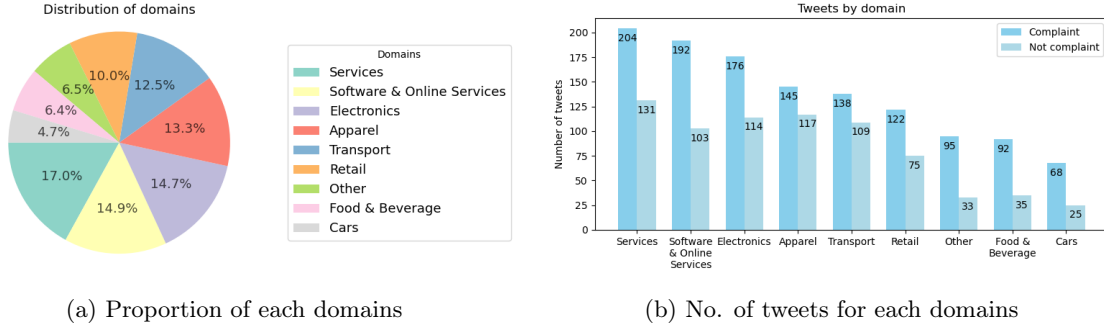 Distribution of domains
10.0%
12.5%
6.5%
13.3%
6.4%
4.7%
17.0%
14.7%
14.9%
Domains
Services
Software & Online Services
Electronics
Apparel
Transport
Retail
Other
Food & Beverage
Cars
(a) Proportion of each domains
Tweets by domain
Number of tweets
200
175
150
125
100
75
50
25
0
Complaint
Not complaint
204
131
192
103
176
114
145
117
138
109
122
75
95
33
92
35
68
25
Services
Software
& Online
Services
Electronics
Apparel
Transport
Retail
Other
Food &
Beverage
Cars
(b) No. of tweets for each domains